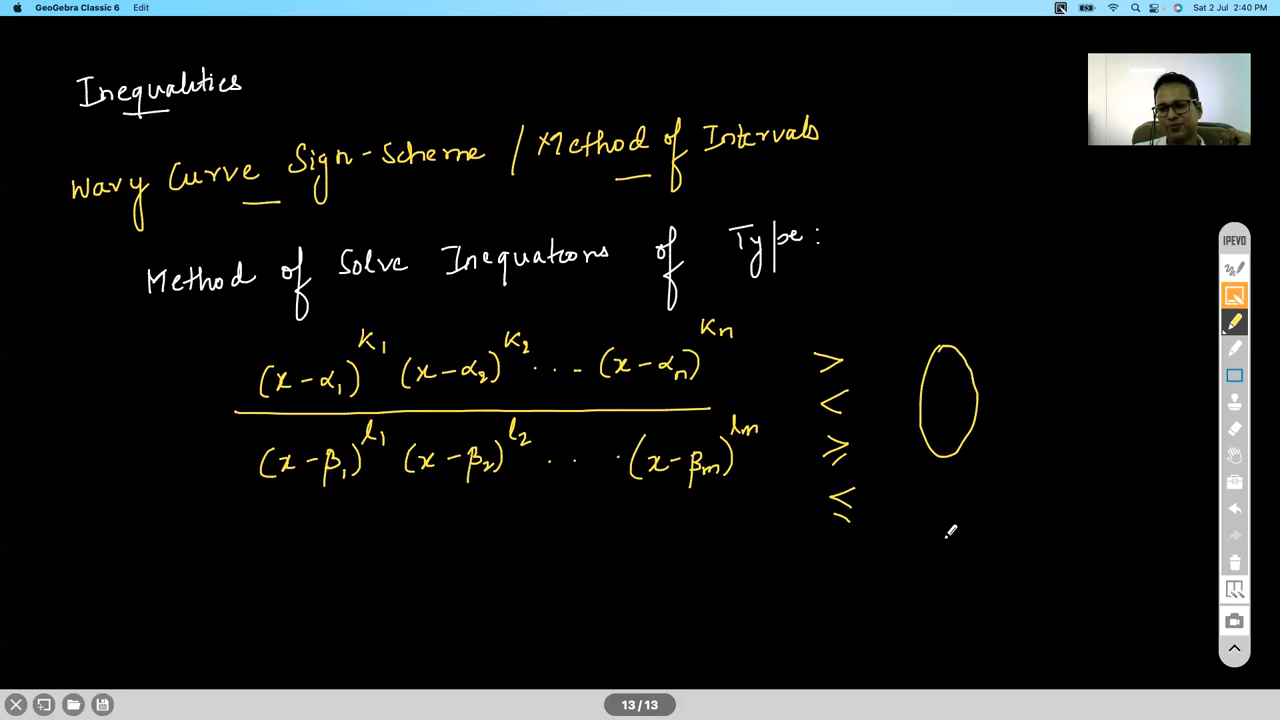 GeoGebra Classic 6 Edit Sat 2 Jul 2:40 PM
Inequalities
Wavy Curve Sign-Scheme / Method of Intervals
Method of Solve Inequations of Type:
(x-α₁)^K₁ (x-α₂)^K₂ .... (x-αₙ)^Kₙ > 
<
(x-β₁)^l₁ (x-β₂)^l₂ . . . (x-βₘ)^lₘ ≥
≤
0
IPEVO
13/13